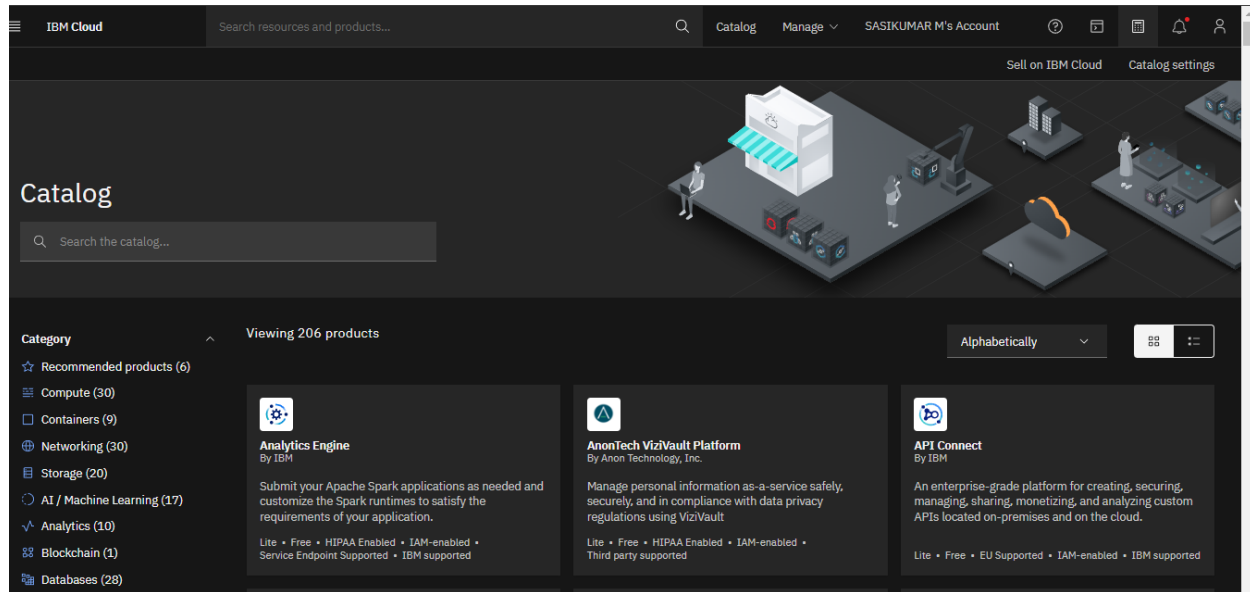 IBM Cloud
Search resources and products...
Catalog
Manage
SASIKUMAR M's Account
Sell on IBM Cloud
Catalog settings
Catalog
Search the catalog...
Category
Recommended products (6)
Compute (30)
Containers (9)
Networking (30)
Storage (20)
AI / Machine Learning (17)
Analytics (10)
Blockchain (1)
Databases (28)
Viewing 206 products
Alphabetically
Analytics Engine
By IBM
Submit your Apache Spark applications as needed and
customize the Spark runtimes to satisfy the
requirements of your application.
Lite • Free • HIPAA Enabled • IAM-enabled •
Service Endpoint Supported • IBM supported
AnonTech ViziVault Platform
By Anon Technology, Inc.
Manage personal information as-a-service safely,
securely, and in compliance with data privacy
regulations using ViziVault
Lite • Free • HIPAA Enabled • IAM-enabled •
Third party supported
API Connect
By IBM
An enterprise-grade platform for creating, securing,
managing, sharing, monetizing, and analyzing custom
APIs located on-premises and on the cloud.
Lite • Free • EU Supported • IAM-enabled • IBM supported